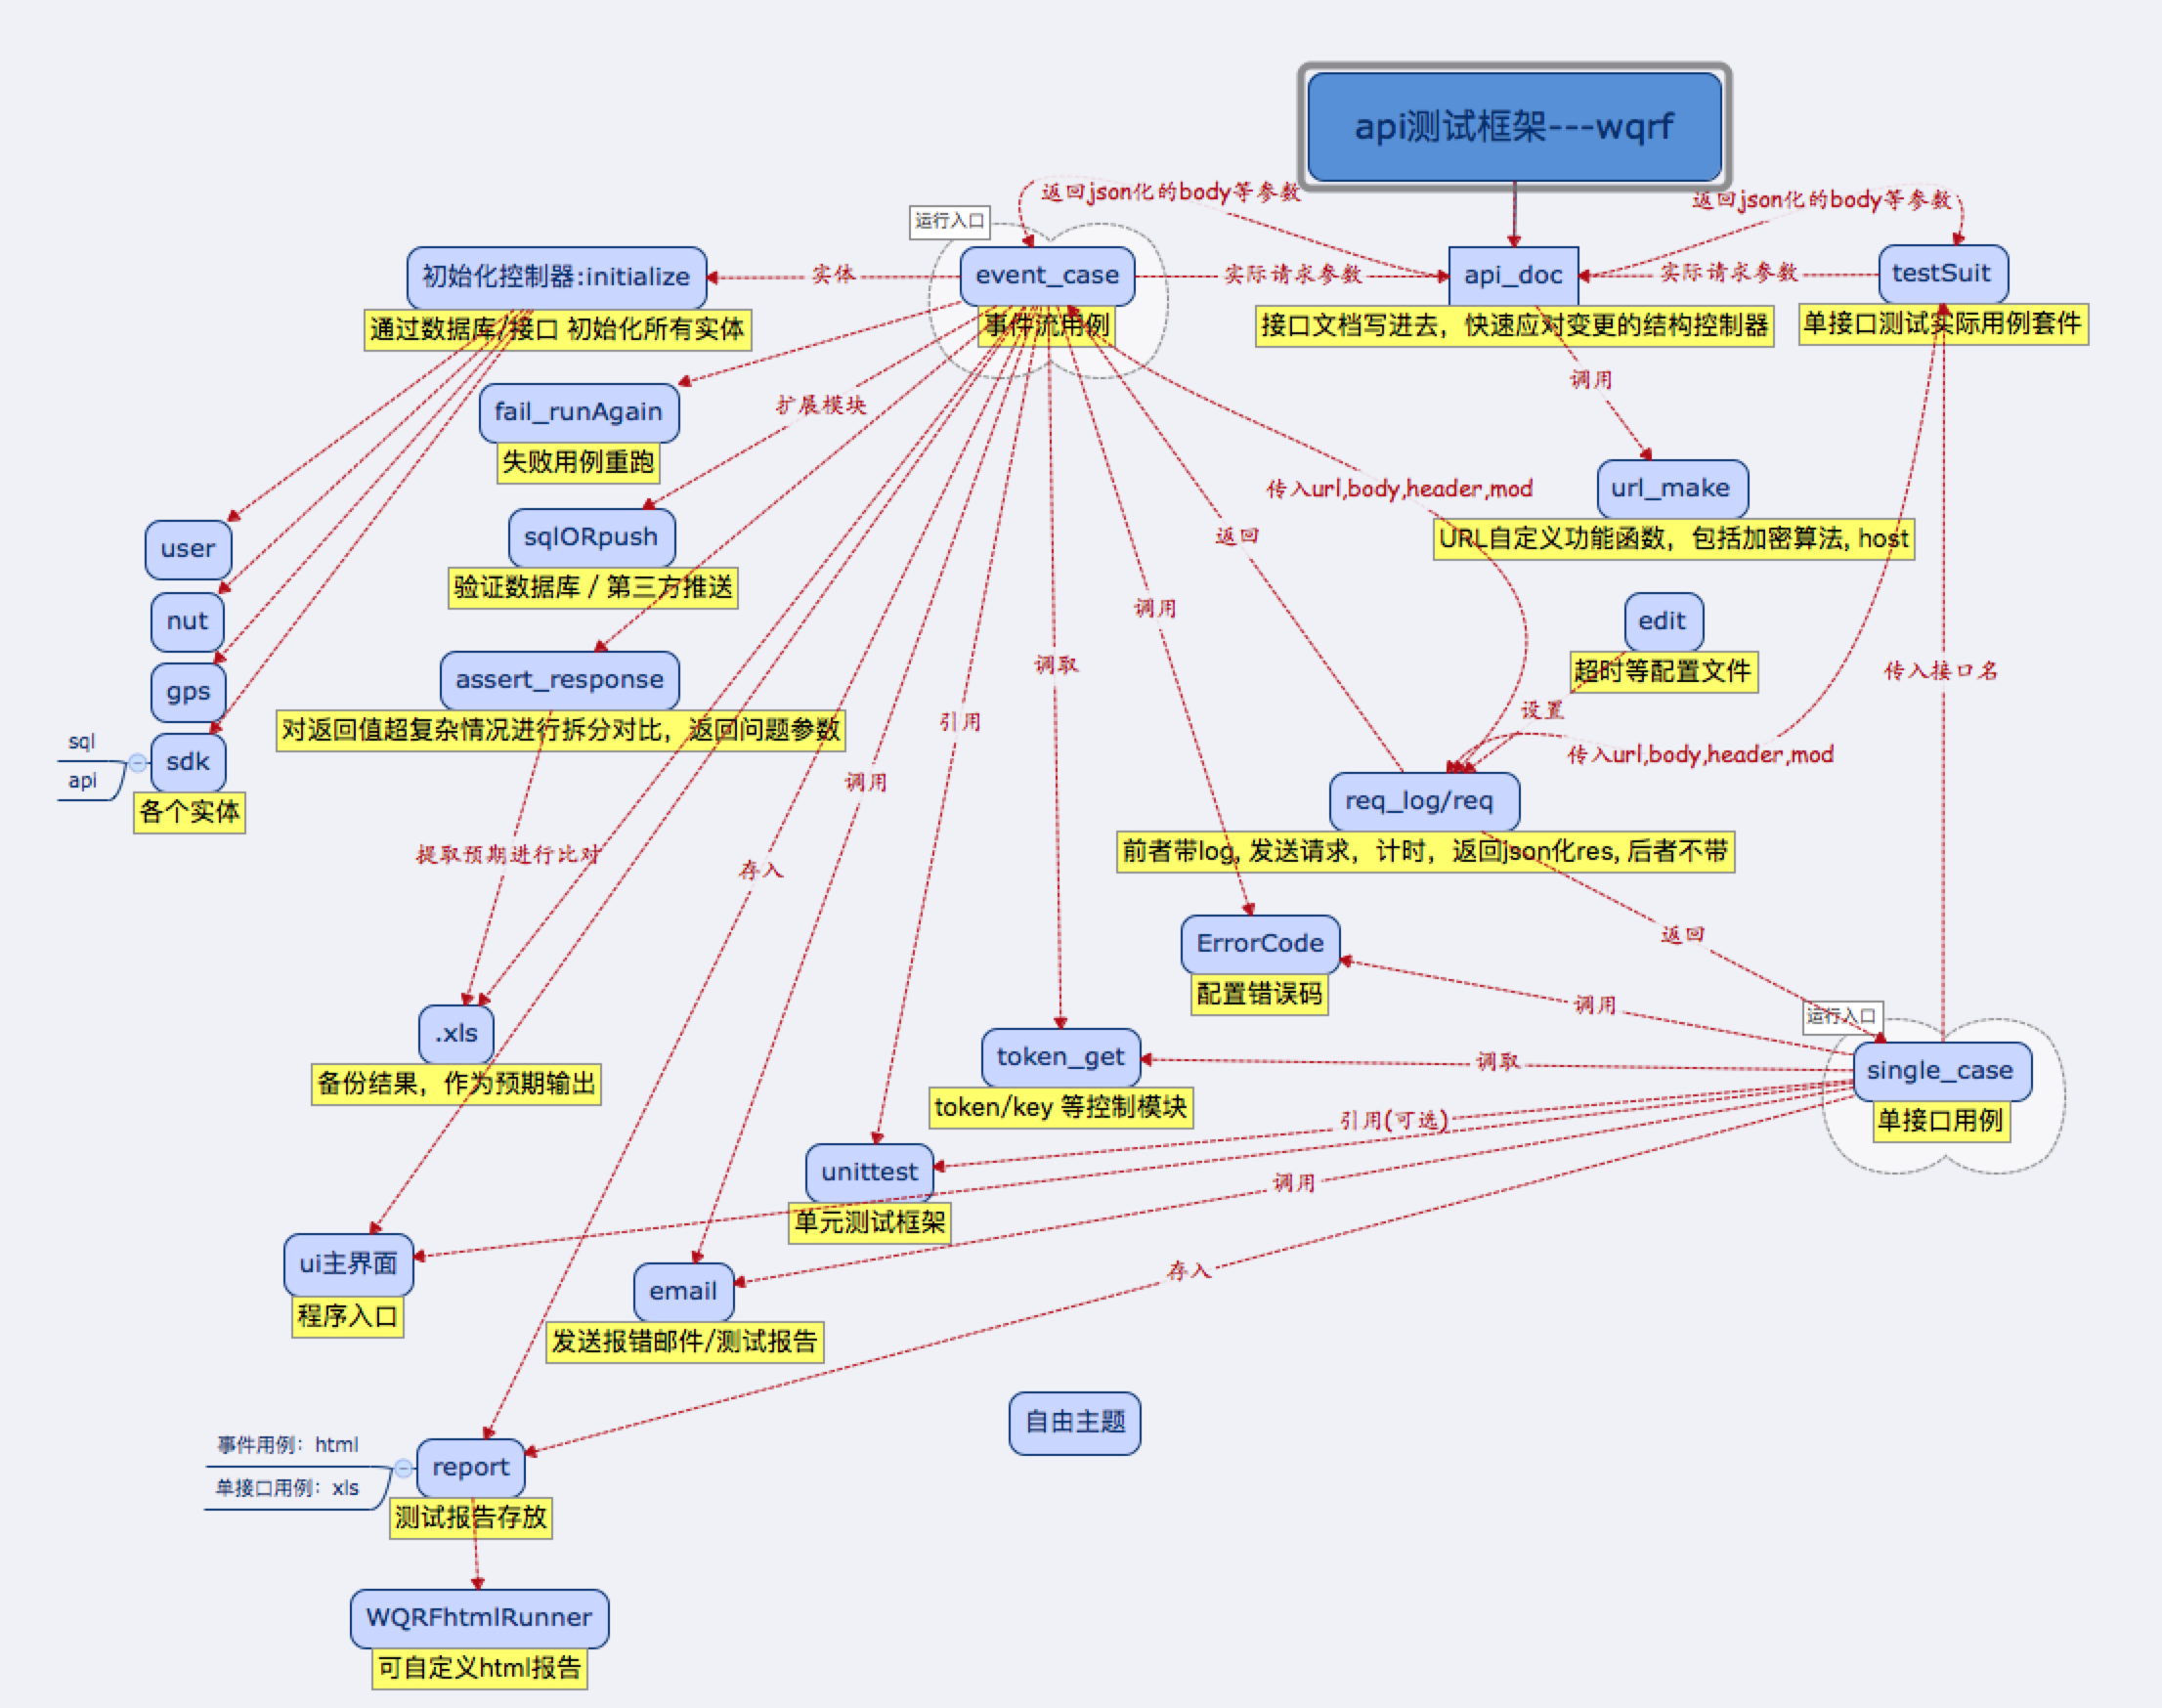 api测试框架---wqrf
返回json化的body等参数
返回json化的body等参数
运行入口
初始化控制器:initialize
实体
event_case
实际请求参数
api_doc
实际请求参数
testSuit
通过数据库/接口 初始化所有实体
事件流用例
接口文档写进去，快速应对变更的结构控制器
单接口测试实际用例套件
调用
fail_runAgain
扩展模块
失败用例重跑
传入url,body,header,mod
url_make
sqlORpush
返回
URL自定义功能函数，包括加密算法, host
user
验证数据库 / 第三方推送
调用
nut
edit
调取
超时等配置文件
传入接口名
assert_response
gps
设置
引用
对返回值超复杂情况进行拆分对比，返回问题参数
sql
sdk
传入url,body,header,mod
api
调用
req_log/req
各个实体
提取预期进行比对
前者带log, 发送请求，计时，返回json化res, 后者不带
存入
返回
ErrorCode
配置错误码
调用
运行入口
.xls
token_get
调取
single_case
备份结果，作为预期输出
token/key 等控制模块
引用(可选)
单接口用例
unittest
调用
单元测试框架
ui主界面
存入
email
程序入口
发送报错邮件/测试报告
自由主题
事件用例：html
report
单接口用例：xls
测试报告存放
WQRFhtmlRunner
可自定义html报告